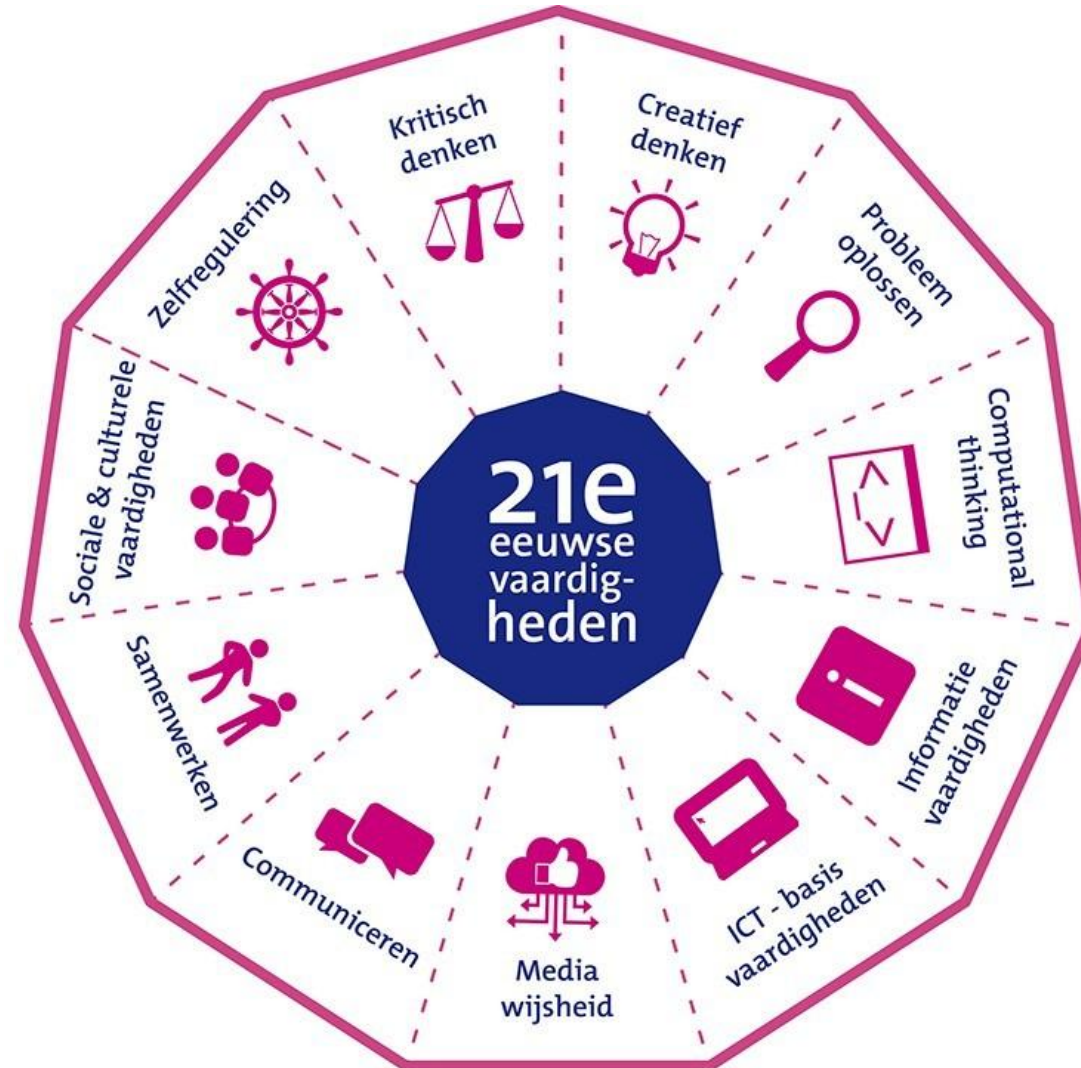 21e
eeuwse
vaardig-
heden
Kritisch
denken
Creatief
denken
Probleem
oplossen
Computational
thinking
Informatie
vaardigheden
ICT - basis
vaardigheden
Media
wijsheid
Communiceren
Samenwerken
Sociale & culturele
vaardigheden
Zelfregulering